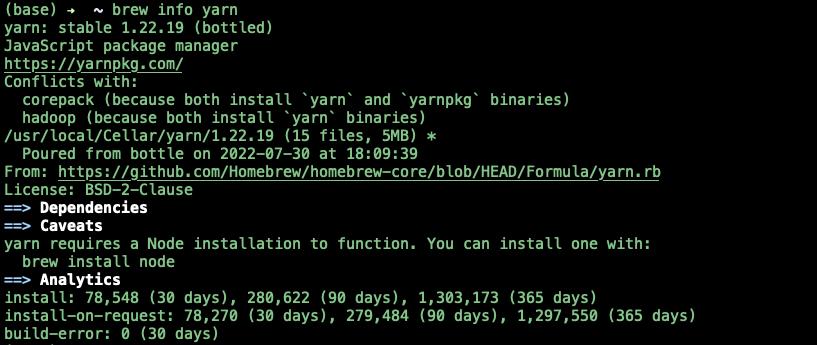 (base) ➜  ~ brew info yarn
yarn: stable 1.22.19 (bottled)
JavaScript package manager
https://yarnpkg.com/
Conflicts with:
  corepack (because both install `yarn` and `yarnpkg` binaries)
  hadoop (because both install `yarn` binaries)
/usr/local/Cellar/yarn/1.22.19 (15 files, 5MB) *
  Poured from bottle on 2022-07-30 at 18:09:39
From: https://github.com/Homebrew/homebrew-core/blob/HEAD/Formula/yarn.rb
License: BSD-2-Clause
==> Dependencies
==> Caveats
yarn requires a Node installation to function. You can install one with:
  brew install node
==> Analytics
install: 78,548 (30 days), 280,622 (90 days), 1,303,173 (365 days)
install-on-request: 78,270 (30 days), 279,484 (90 days), 1,297,550 (365 days)
build-error: 0 (30 days)